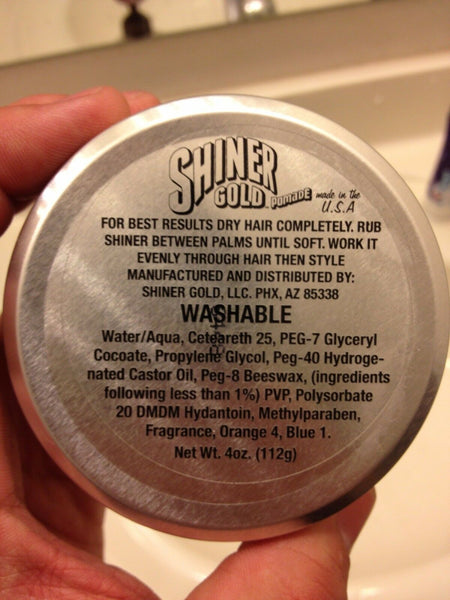 SHINER
GOLD POMADE made in the
U.S.A
FOR BEST RESULTS DRY HAIR COMPLETELY. RUB
SHINER BETWEEN PALMS UNTIL SOFT. WORK IT
EVENLY THROUGH HAIR THEN STYLE
MANUFACTURED AND DISTRIBUTED BY:
SHINER GOLD, LLC. PHX, AZ 85338
WASHABLE
Water/Aqua, Ceteareth 25, PEG-7 Glyceryl
Cocoate, Propylene Glycol, Peg-40 Hydroge-
nated Castor Oil, Peg-8 Beeswax, (ingredients
following less than 1%) PVP, Polysorbate
20 DMDM Hydantoin, Methylparaben,
Fragrance, Orange 4, Blue 1.
Net Wt. 4oz. (112g)